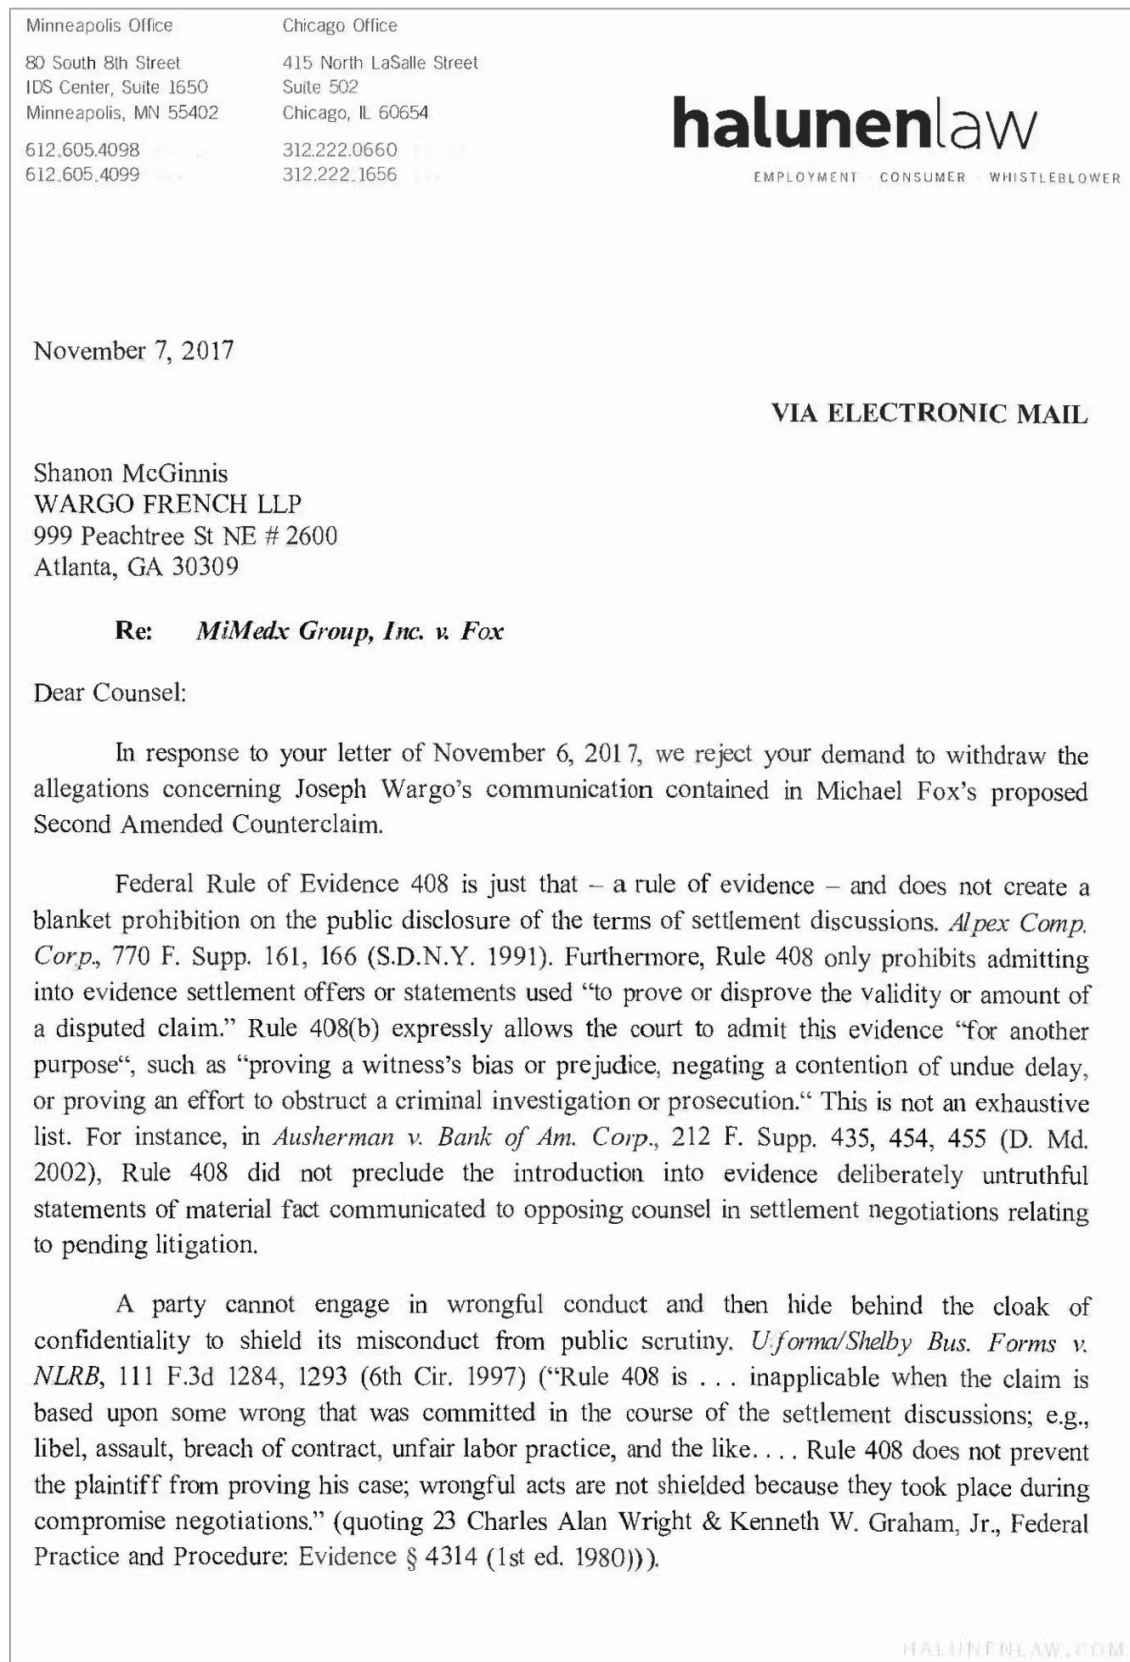 Minneapolis Office
80 South 8th Street
IDS Center, Suite 1650
Minneapolis, MN 55402
612.605.4098
612.605.4099
Chicago Office
415 North LaSalle Street
Suite 502
Chicago, IL 60654
312.222.0660
312.222.1656
halunenlaw
EMPLOYMENT CONSUMER WHISTLEBLOWER
November 7, 2017
VIA ELECTRONIC MAIL
Shanon McGinnis
WARGO FRENCH LLP
999 Peachtree St NE # 2600
Atlanta, GA 30309
Re: MiMedx Group, Inc. v. Fox
Dear Counsel:
In response to your letter of November 6, 2017, we reject your demand to withdraw the
allegations concerning Joseph Wargo's communication contained in Michael Fox's proposed
Second Amended Counterclaim.
Federal Rule of Evidence 408 is just that – a rule of evidence – and does not create a
blanket prohibition on the public disclosure of the terms of settlement discussions. Alpex Comp.
Corp., 770 F. Supp. 161, 166 (S.D.N.Y. 1991). Furthermore, Rule 408 only prohibits admitting
into evidence settlement offers or statements used “to prove or disprove the validity or amount of
a disputed claim.” Rule 408(b) expressly allows the court to admit this evidence “for another
purpose“, such as “proving a witness's bias or prejudice, negating a contention of undue delay,
or proving an effort to obstruct a criminal investigation or prosecution.“ This is not an exhaustive
list. For instance, in Ausherman v. Bank of Am. Corp., 212 F. Supp. 435, 454, 455 (D. Md.
2002), Rule 408 did not preclude the introduction into evidence deliberately untruthful
statements of material fact communicated to opposing counsel in settlement negotiations relating
to pending litigation.
A party cannot engage in wrongful conduct and then hide behind the cloak of
confidentiality to shield its misconduct from public scrutiny. Uforma/Shelby Bus. Forms v.
NLRB, 111 F.3d 1284, 1293 (6th Cir. 1997) (“Rule 408 is . . . inapplicable when the claim is
based upon some wrong that was committed in the course of the settlement discussions; e.g.,
libel, assault, breach of contract, unfair labor practice, and the like. . . . Rule 408 does not prevent
the plaintiff from proving his case; wrongful acts are not shielded because they took place during
compromise negotiations.” (quoting 23 Charles Alan Wright & Kenneth W. Graham, Jr., Federal
Practice and Procedure: Evidence § 4314 (1st ed. 1980))).
HALUNENLAW.COM